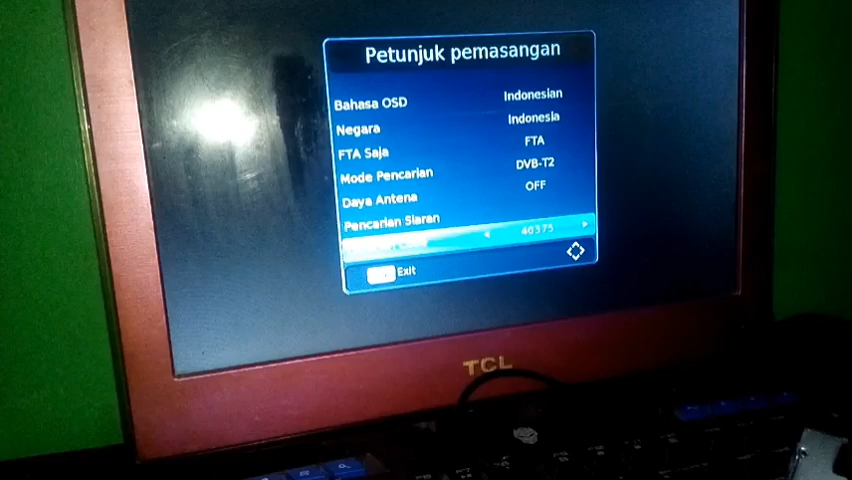 Petunjuk pemasangan
Bahasa OSD Indonesian
Negara Indonesia
FTA Saja FTA
Mode Pencarian DVB-T2
Daya Antena OFF
Pencarian Siaran
40375
Exit
TCL